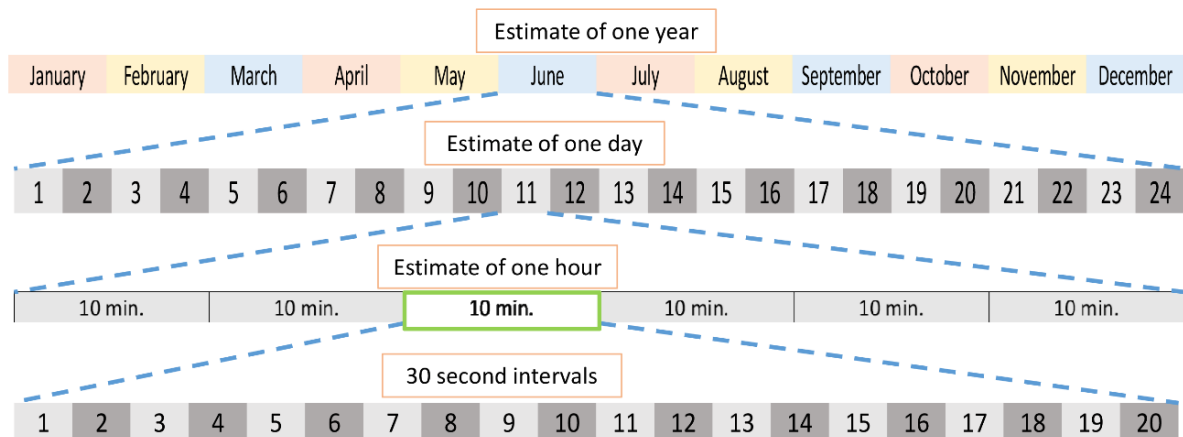 Estimate of one year
January February March April May June July August September October November December
Estimate of one day
1 2 3 4 5 6 7 8 9 10 11 12 13 14 15 16 17 18 19 20 21 22 23 24
Estimate of one hour
10 min. 10 min. 10 min. 10 min. 10 min. 10 min.
30 second intervals
1 2 3 4 5 6 7 8 9 10 11 12 13 14 15 16 17 18 19 20